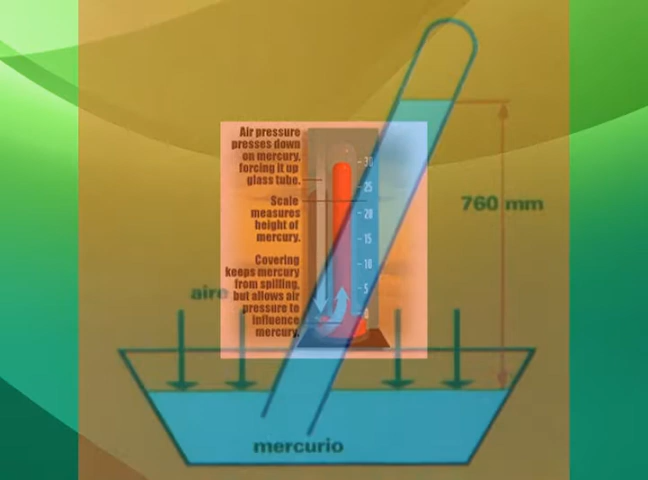 Air pressure
presses down
on mercury,
forcing it up
glass tube.
Scale
measures
height of
mercury.
Covering
keeps mercury
from spilling,
but allows air
pressure to
influence
mercury.
30
25
20
15
10
5
760 mm
aire
mercurio